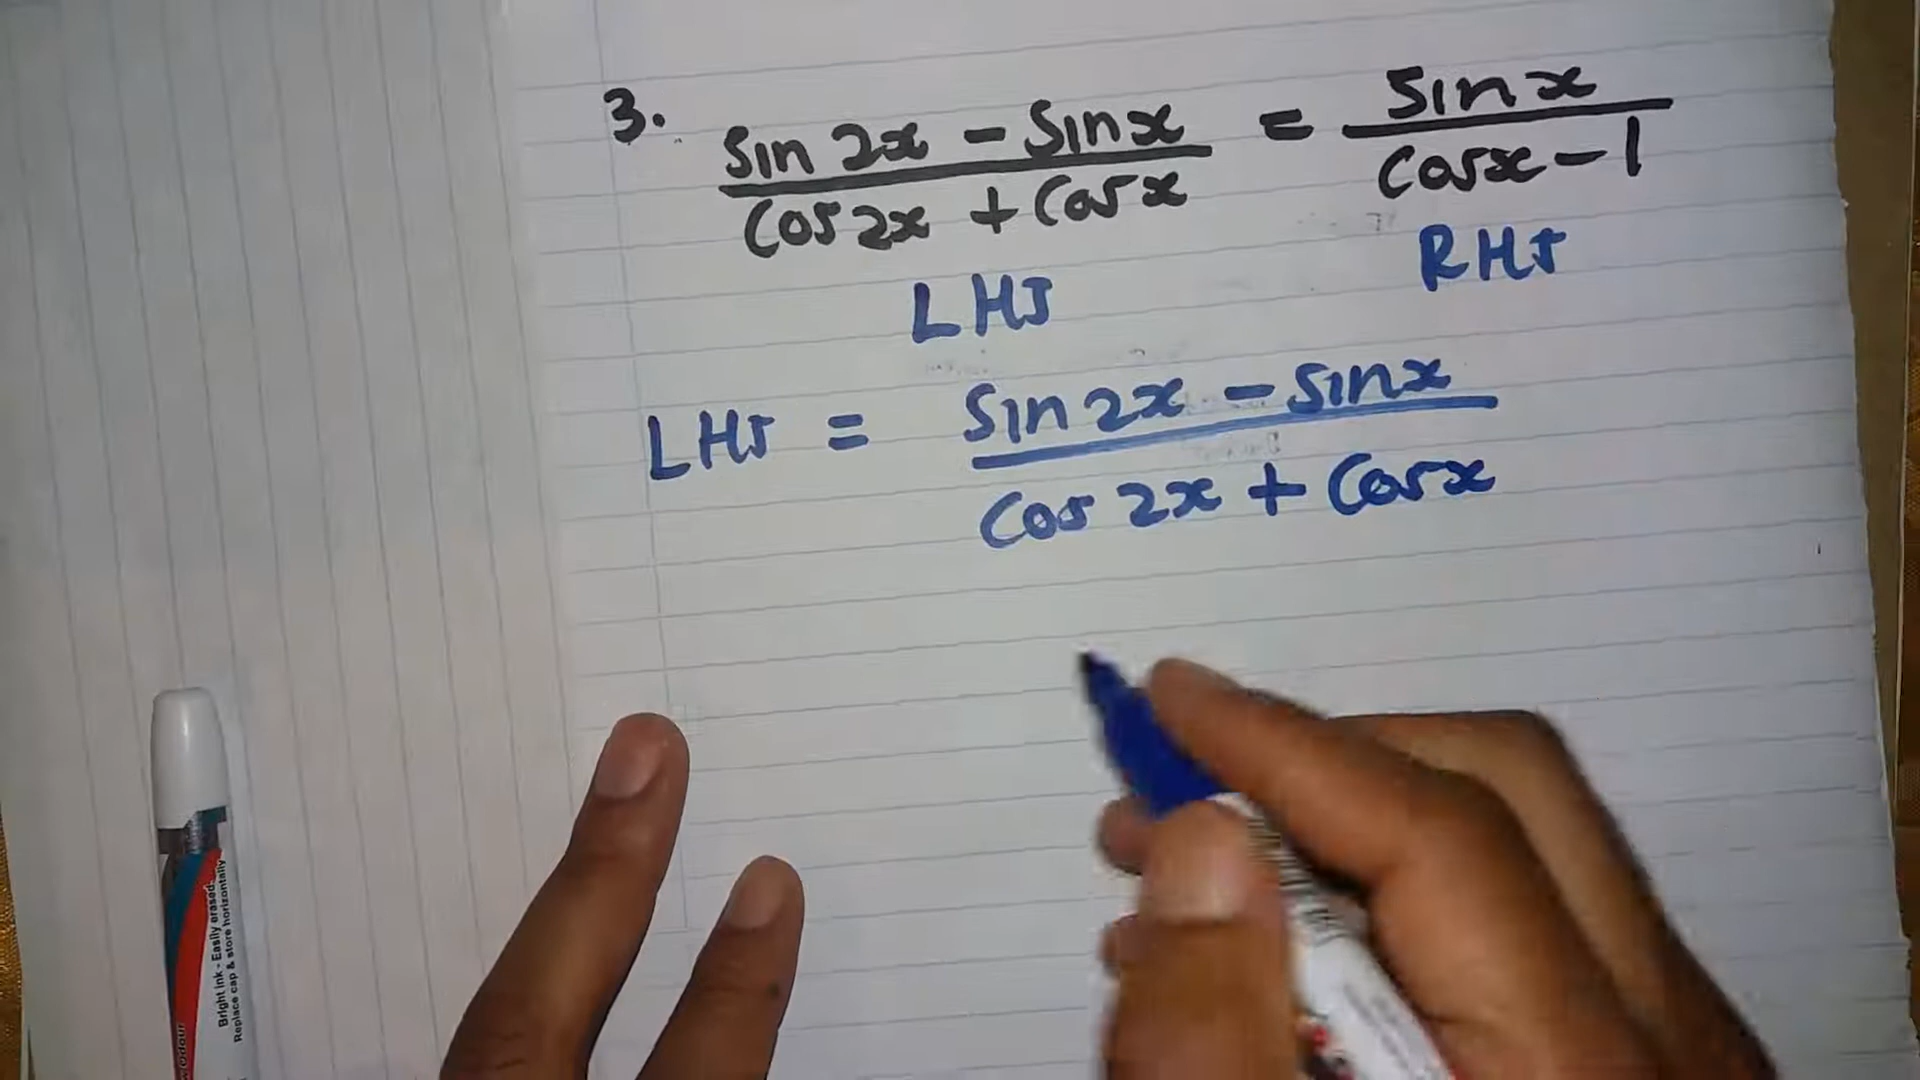 3. sin 2x - sin x / cos 2x + cos x = sin x / cos x - 1
LHS RHS
LHS = sin 2x - sin x / cos 2x + cos x
Bright ink - Easily erased.
Replace cap & store horizontally